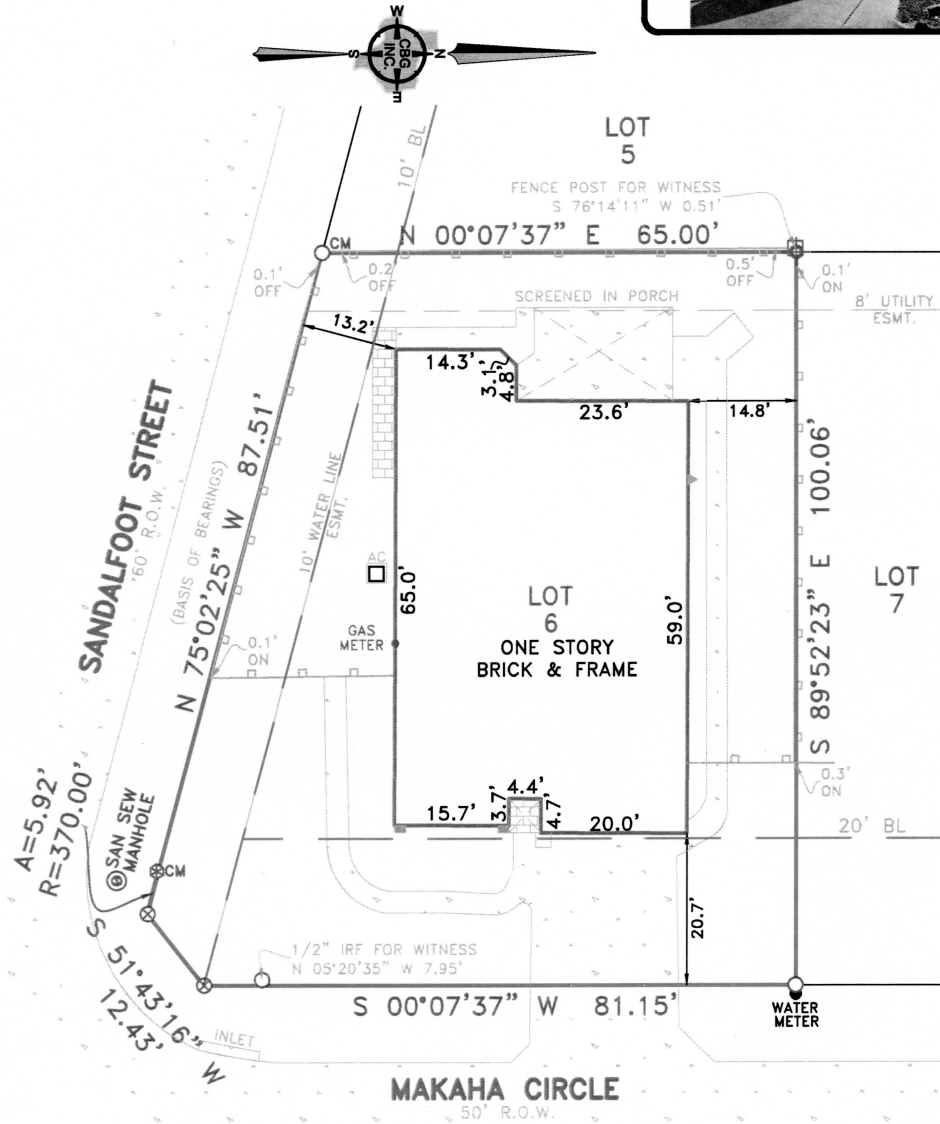 W
S
CBG
INC.
N
E
LOT
5
10' BL
FENCE POST FOR WITNESS
S 76°14'11" W 0.51'
CM
N 00°07'37" E 65.00'
0.1'
OFF
0.2
OFF
0.5'
OFF
0.1'
ON
SCREENED IN PORCH
8' UTILITY
ESMT.
13.2'
14.3'
3.1'
4.8'
23.6'
14.8'
SANDALFOOT STREET
60' R.O.W.
(BASIS OF BEARINGS)
N 75°02'25" W 87.51'
10' WATER LINE
ESMT.
S 89°52'23" E 100.06'
AC
65.0'
59.0'
LOT
6
ONE STORY
BRICK & FRAME
LOT
7
GAS
METER
0.1'
ON
0.3'
ON
4.4'
15.7'
3.7'
4.7'
20.0'
20' BL
A=5.92'
R=370.00'
S
SAN SEW
MANHOLE
CM
20.7'
1/2" IRF FOR WITNESS
N 05°20'35" W 7.95'
S 51°43'16" W
12.43'
S 00°07'37" W 81.15'
WATER
METER
INLET
MAKAHA CIRCLE
50' R.O.W.